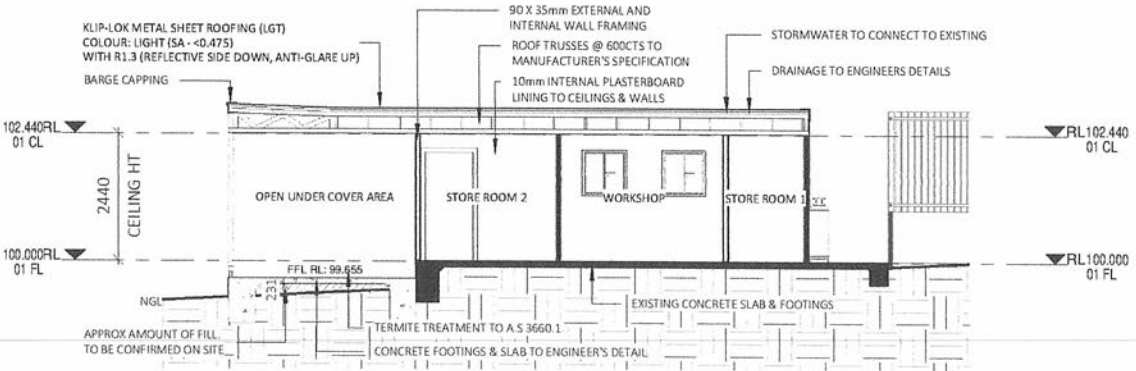 90 X 35mm EXTERNAL AND
INTERNAL WALL FRAMING
KLIP-LOK METAL SHEET ROOFING (LGT)
COLOUR: LIGHT (SA - <0.475)
WITH R1.3 (REFLECTIVE SIDE DOWN, ANTI-GLARE UP)
ROOF TRUSSES @ 600CTS TO
MANUFACTURER'S SPECIFICATION
STORMWATER TO CONNECT TO EXISTING
BARGE CAPPING
10mm INTERNAL PLASTERBOARD
LINING TO CEILINGS & WALLS
DRAINAGE TO ENGINEERS DETAILS
102.440RL
01 CL
RL102.440
01 CL
2440
CEILING HT
OPEN UNDER COVER AREA
STORE ROOM 2
WORKSHOP
STORE ROOM 1
100.000RL
01 FL
RL100.000
01 FL
FFL RL: 99.655
231
NGL
EXISTING CONCRETE SLAB & FOOTINGS
APPROX AMOUNT OF FILL.
TO BE CONFIRMED ON SITE
TERMITE TREATMENT TO A.S 3660.1
CONCRETE FOOTINGS & SLAB TO ENGINEER'S DETAIL